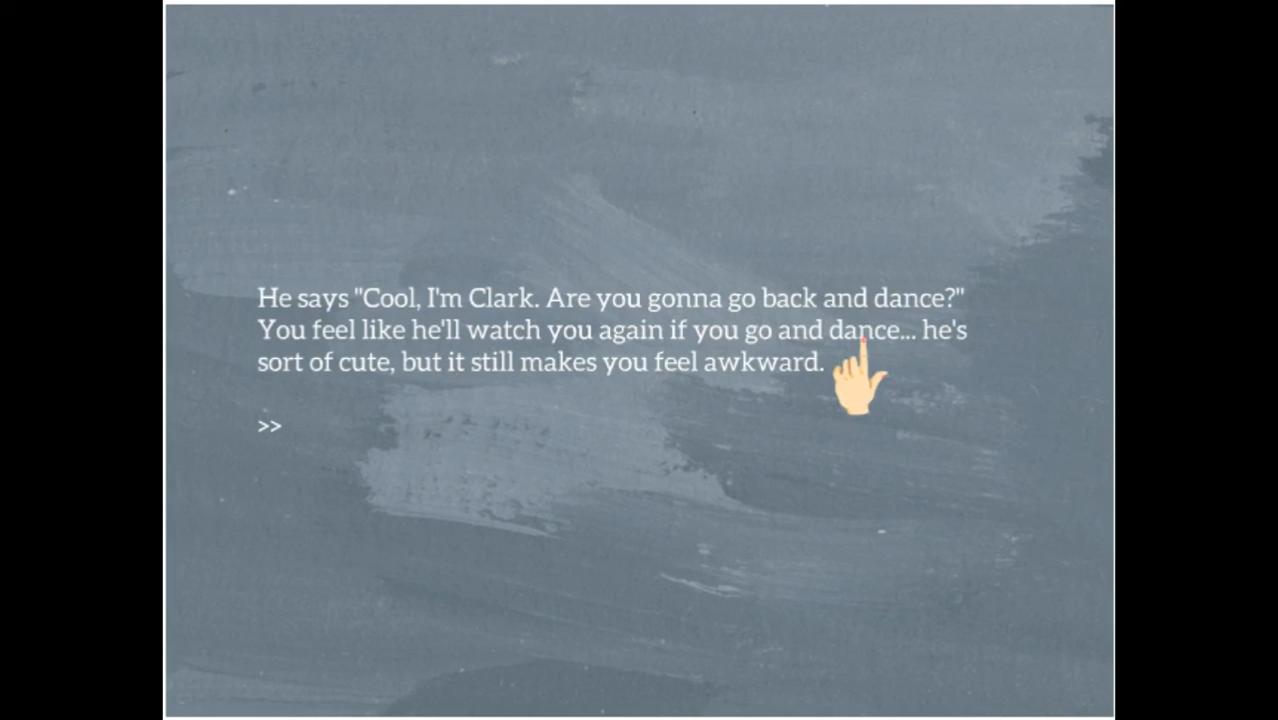 He says "Cool, I'm Clark. Are you gonna go back and dance?"
You feel like he'll watch you again if you go and dance... he's
sort of cute, but it still makes you feel awkward.
>>